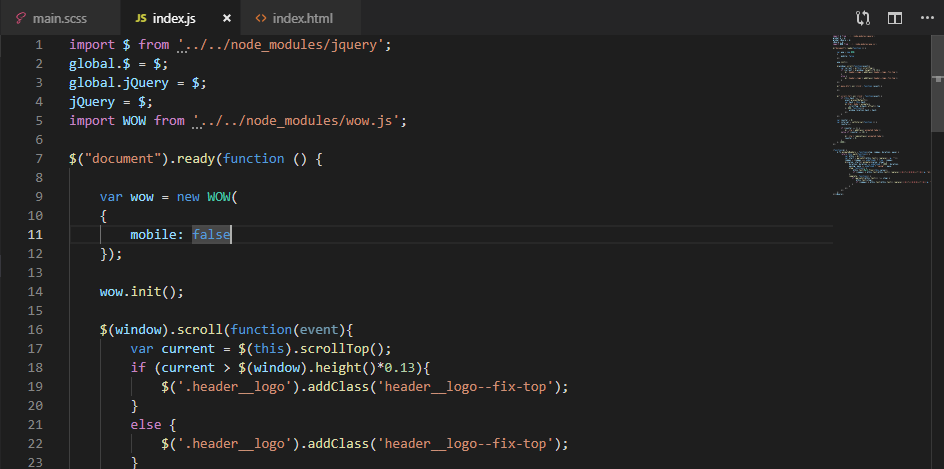 main.scss JS index.js × <> index.html ···
1 import $ from '../../node_modules/jquery';
2 global.$ = $;
3 global.jQuery = $;
4 jQuery = $;
5 import WOW from '../../node_modules/wow.js';
6
7 $("document").ready(function () {
8
9 var wow = new WOW(
10 {
11 mobile: false
12 });
13
14 wow.init();
15
16 $(window).scroll(function(event){
17 var current = $(this).scrollTop();
18 if (current > $(window).height()*0.13){
19 $('.header__logo').addClass('header__logo--fix-top');
20 }
21 else {
22 $('.header__logo').addClass('header__logo--fix-top');
23 }